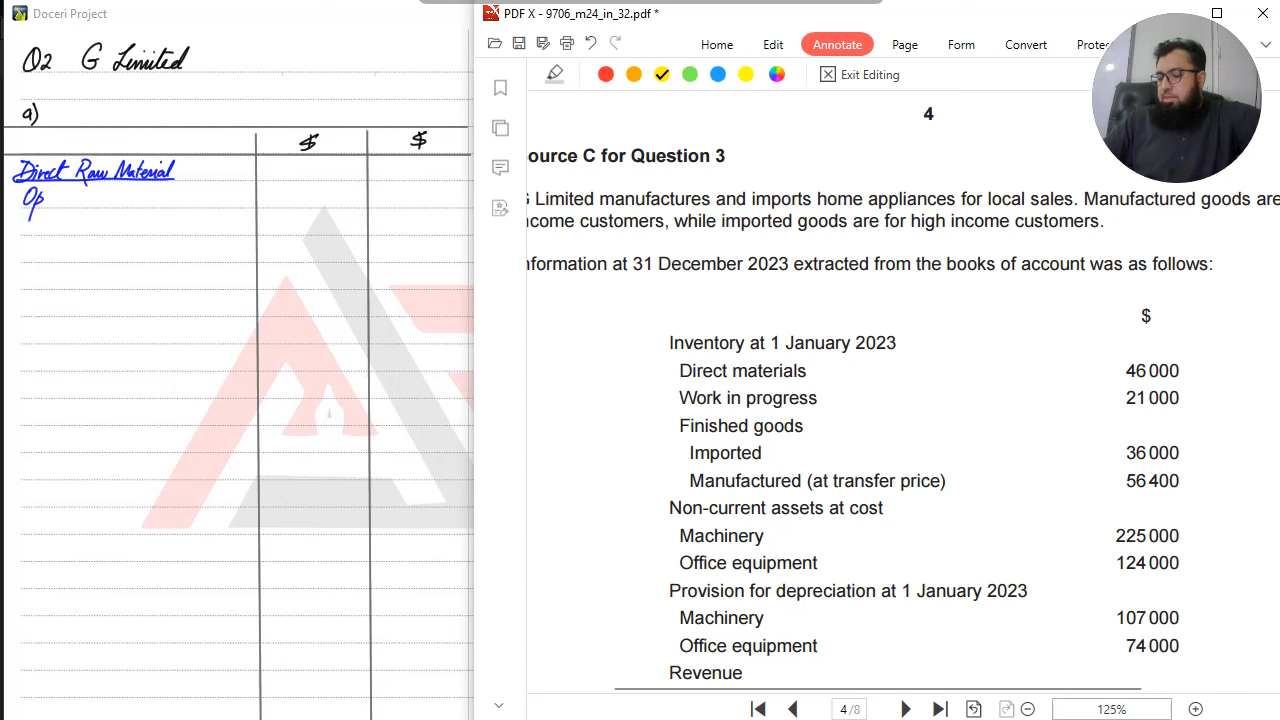 Doceri Project
Q2 G Limited
a)
$ $
Direct Raw Material
Op
PDF X - 9706_m24_in_32.pdf *
Home Edit Annotate Page Form Convert Protec
Exit Editing
4
ource C for Question 3
G Limited manufactures and imports home appliances for local sales. Manufactured goods are
ncome customers, while imported goods are for high income customers.
nformation at 31 December 2023 extracted from the books of account was as follows:
$
Inventory at 1 January 2023
Direct materials 46 000
Work in progress 21 000
Finished goods
Imported 36 000
Manufactured (at transfer price) 56 400
Non-current assets at cost
Machinery 225 000
Office equipment 124 000
Provision for depreciation at 1 January 2023
Machinery 107 000
Office equipment 74 000
Revenue
4/8
125%